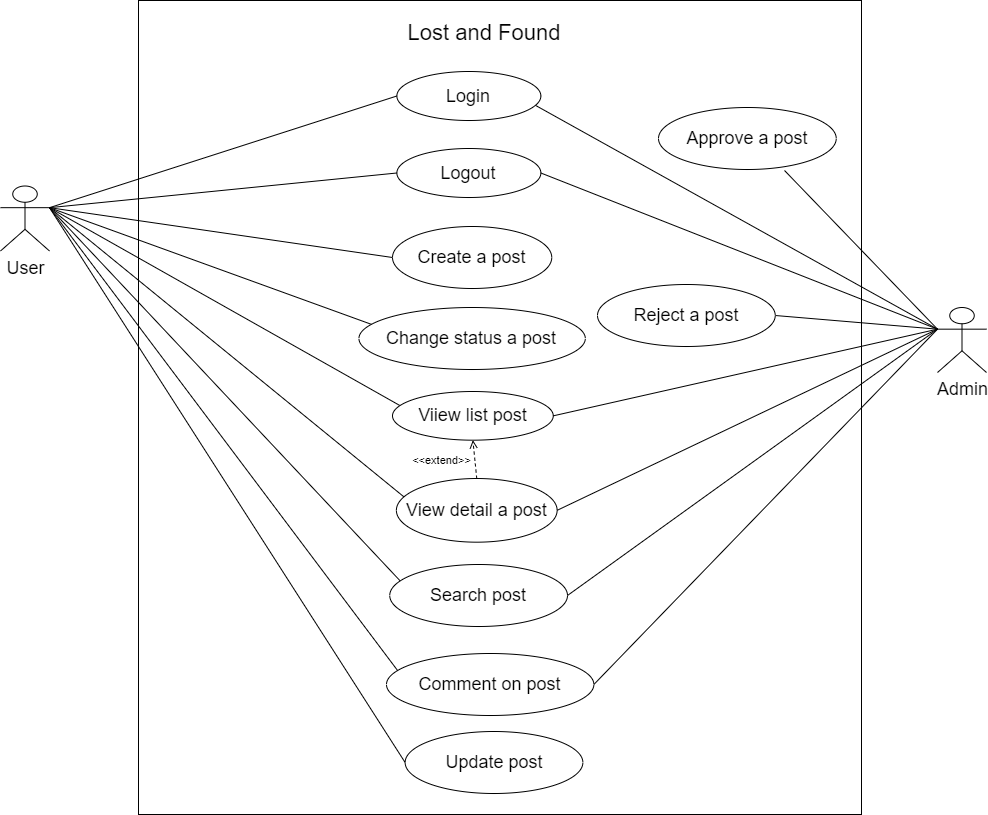 Lost and Found
Login
Approve a post
Logout
User
Create a post
Reject a post
Change status a post
Admin
Viiew list post
<<extend>>
View detail a post
Search post
Comment on post
Update post